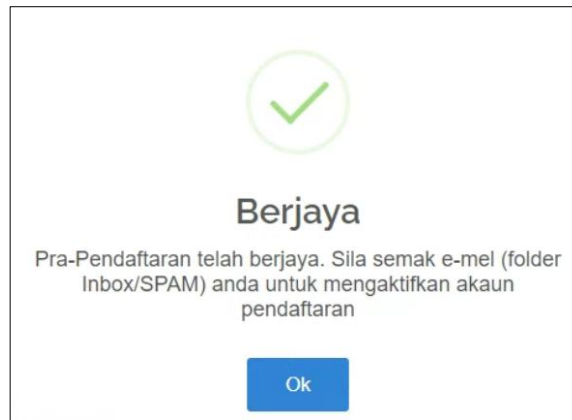 Berjaya
Pra-Pendaftaran telah berjaya. Sila semak e-mel (folder
Inbox/SPAM) anda untuk mengaktifkan akaun
pendaftaran
Ok